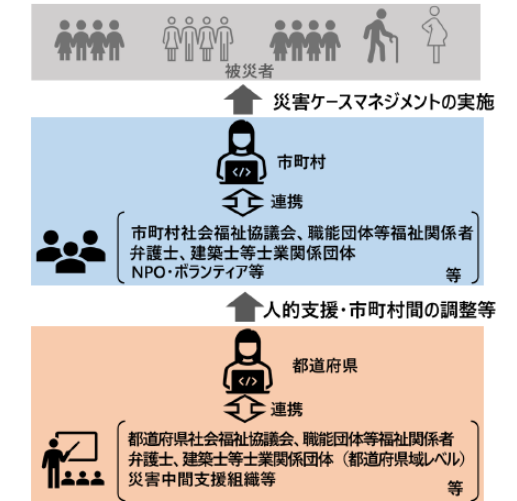 被災者
災害ケースマネジメントの実施
</>
市町村
連携
市町村社会福祉協議会、職能団体等福祉関係者
弁護士、建築士等士業関係団体
NPO・ボランティア等
等
人的支援・市町村間の調整等
</>
都道府県
連携
都道府県社会福祉協議会、職能団体等福祉関係者
弁護士、建築士等士業関係団体（都道府県域レベル）
災害中間支援組織等
等